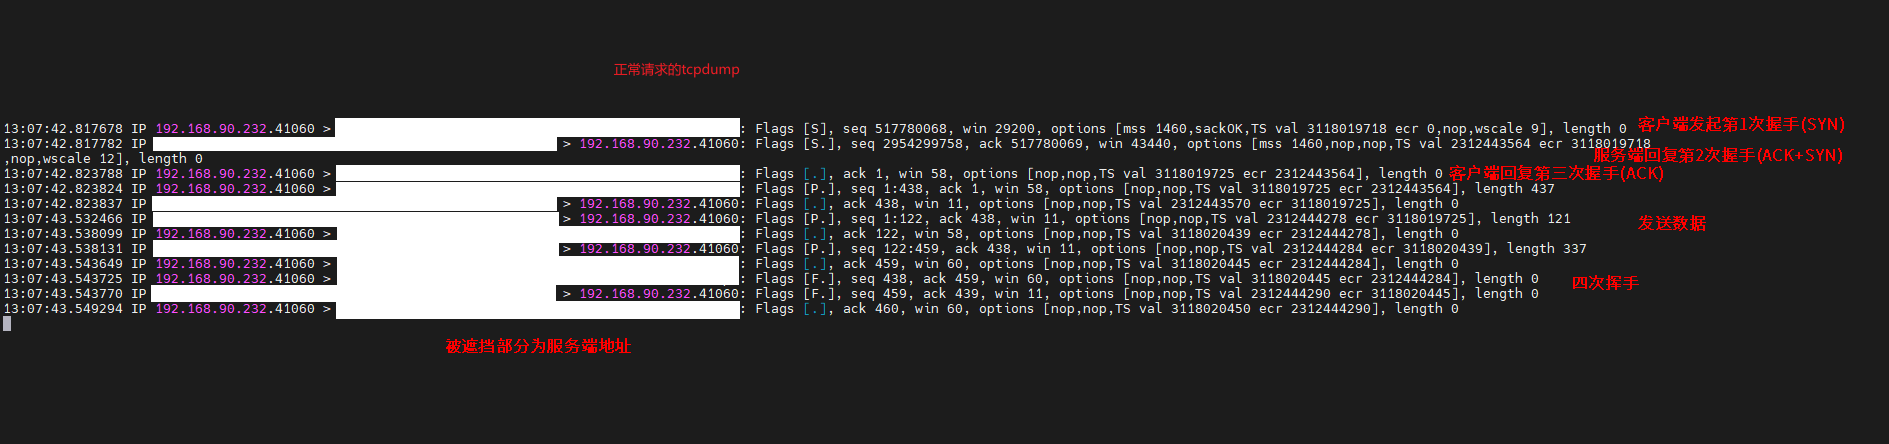 正常请求的tcpdump
13:07:42.817678 IP 192.168.90.232.41060 > : Flags [S], seq 517780068, win 29200, options [mss 1460,sackOK,TS val 3118019718 ecr 0,nop,wscale 9], length 0 客户端发起第1次握手(SYN)
13:07:42.817782 IP > 192.168.90.232.41060: Flags [S.], seq 2954299758, ack 517780069, win 43440, options [mss 1460,nop,nop,TS val 2312443564 ecr 3118019718
,nop,wscale 12], length 0 服务端回复第2次握手(ACK+SYN)
13:07:42.823788 IP 192.168.90.232.41060 > : Flags [.], ack 1, win 58, options [nop,nop,TS val 3118019725 ecr 2312443564], length 0 客户端回复第三次握手(ACK)
13:07:42.823824 IP 192.168.90.232.41060 > : Flags [P.], seq 1:438, ack 1, win 58, options [nop,nop,TS val 3118019725 ecr 2312443564], length 437
13:07:42.823837 IP > 192.168.90.232.41060: Flags [.], ack 438, win 11, options [nop,nop,TS val 2312443570 ecr 3118019725], length 0
13:07:43.532466 IP > 192.168.90.232.41060: Flags [P.], seq 1:122, ack 438, win 11, options [nop,nop,TS val 2312444278 ecr 3118019725], length 121 发送数据
13:07:43.538099 IP 192.168.90.232.41060 > : Flags [.], ack 122, win 58, options [nop,nop,TS val 3118020439 ecr 2312444278], length 0
13:07:43.538131 IP > 192.168.90.232.41060: Flags [P.], seq 122:459, ack 438, win 11, options [nop,nop,TS val 2312444284 ecr 3118020439], length 337
13:07:43.543649 IP 192.168.90.232.41060 > : Flags [.], ack 459, win 60, options [nop,nop,TS val 3118020445 ecr 2312444284], length 0
13:07:43.543725 IP 192.168.90.232.41060 > : Flags [F.], seq 438, ack 459, win 60, options [nop,nop,TS val 3118020445 ecr 2312444284], length 0 四次挥手
13:07:43.543770 IP > 192.168.90.232.41060: Flags [F.], seq 459, ack 439, win 11, options [nop,nop,TS val 2312444290 ecr 3118020445], length 0
13:07:43.549294 IP 192.168.90.232.41060 > : Flags [.], ack 460, win 60, options [nop,nop,TS val 3118020450 ecr 2312444290], length 0
被遮挡部分为服务端地址